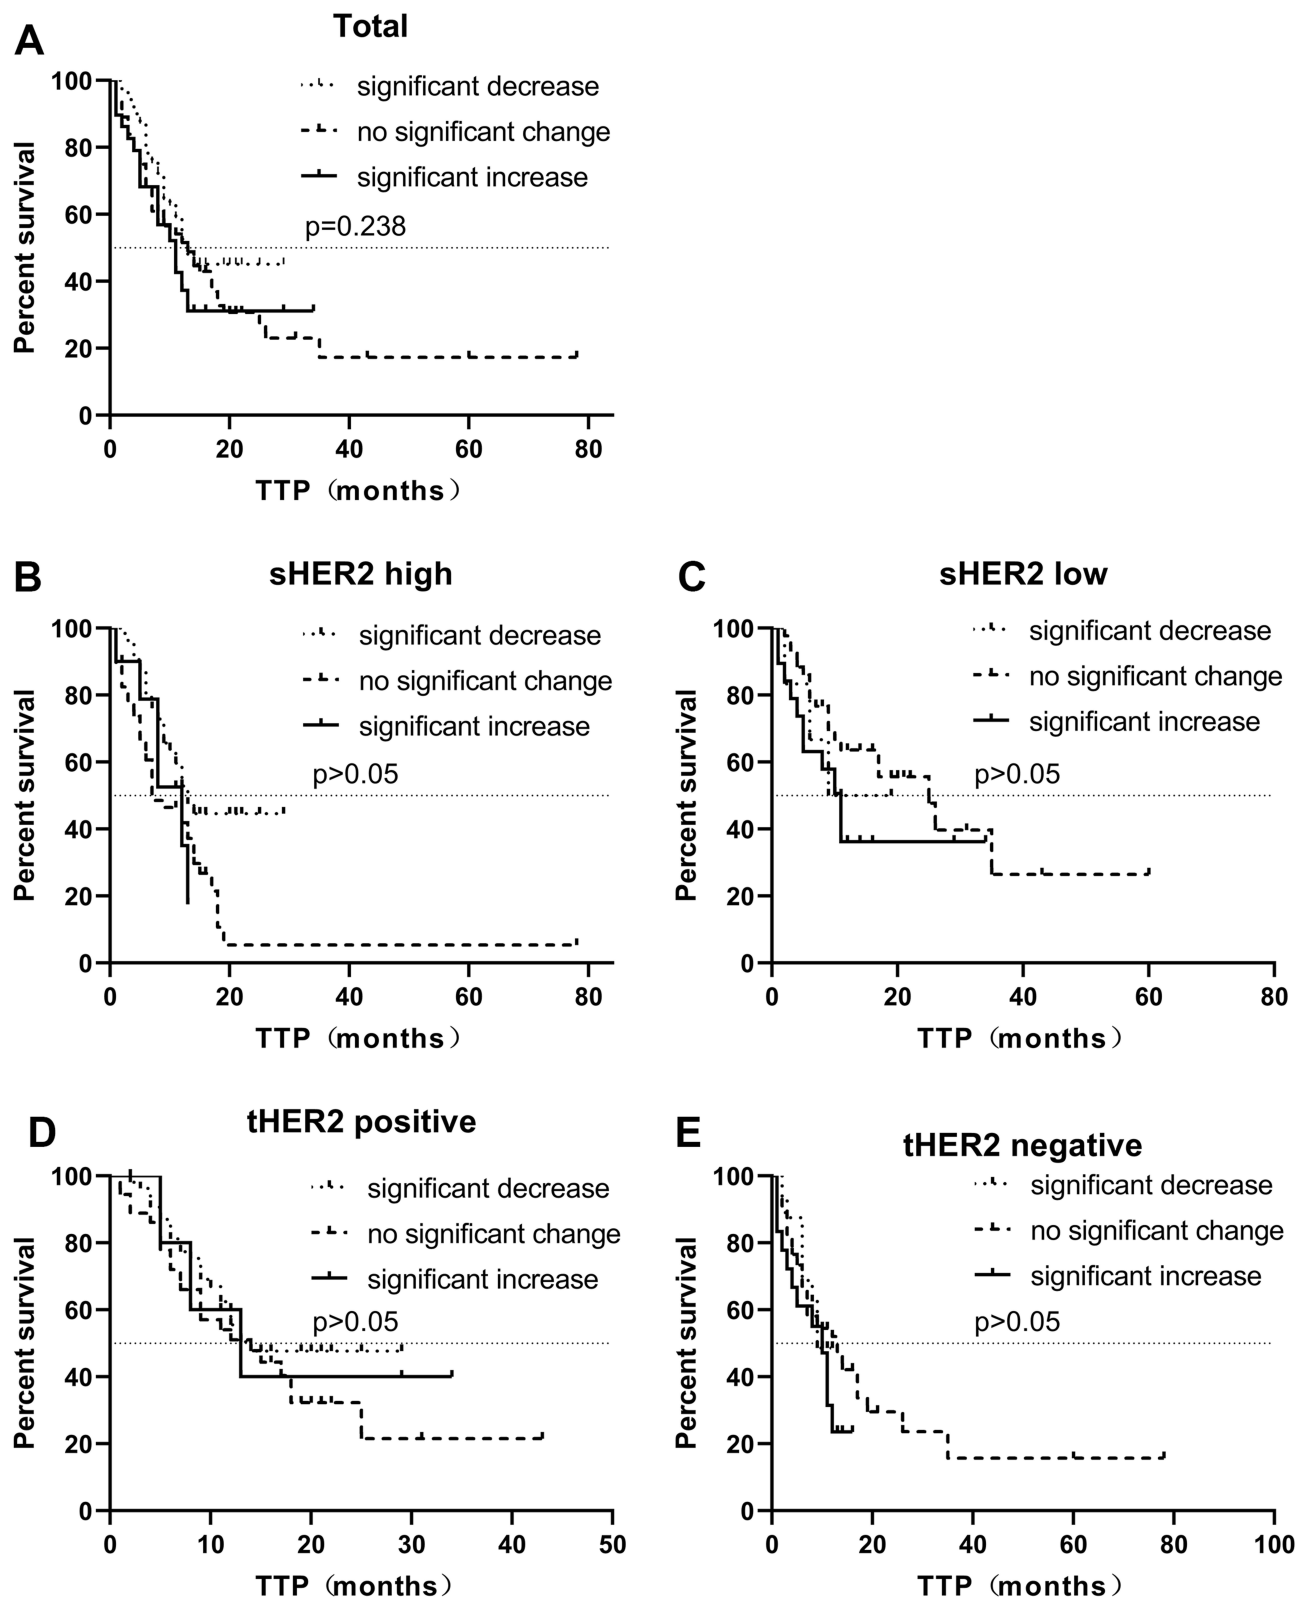 A
Total
significant decrease
no significant change
significant increase
p=0.238
Percent survival
100
80
60
40
20
0
0 20 40 60 80
TTP（months）
B
sHER2 high
significant decrease
no significant change
significant increase
p>0.05
Percent survival
100
80
60
40
20
0
0 20 40 60 80
TTP（months）
C
sHER2 low
significant decrease
no significant change
significant increase
p>0.05
Percent survival
100
80
60
40
20
0
0 20 40 60 80
TTP（months）
D
tHER2 positive
significant decrease
no significant change
significant increase
p>0.05
Percent survival
100
80
60
40
20
0
0 10 20 30 40 50
TTP（months）
E
tHER2 negative
significant decrease
no significant change
significant increase
p>0.05
Percent survival
100
80
60
40
20
0
0 20 40 60 80 100
TTP（months）